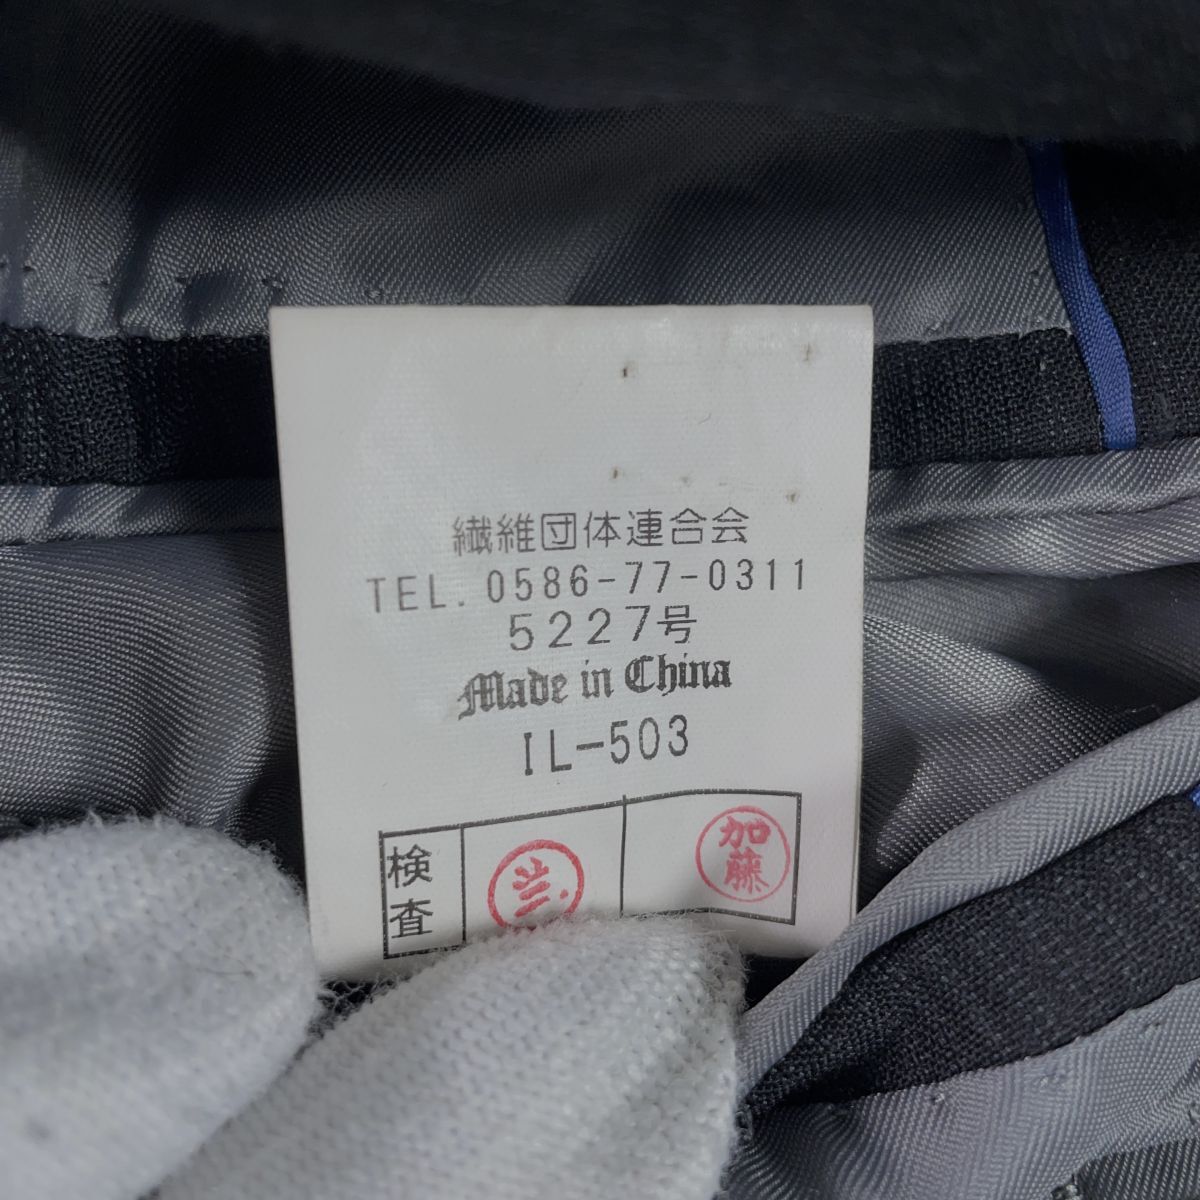 繊維団体連合会
TEL. 0586-77-0311
5227号
Made in China
IL-503
検査
加藤